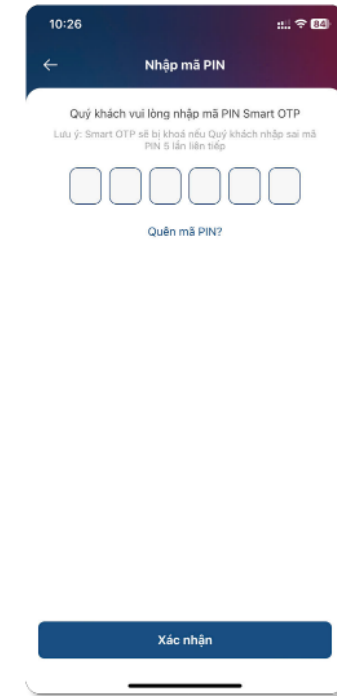 10:26
84
Nhập mã PIN
Quý khách vui lòng nhập mã PIN Smart OTP
Lưu ý: Smart OTP sẽ bị khoá nếu Quý khách nhập sai mã
PIN 5 lần liên tiếp
Quên mã PIN?
Xác nhận